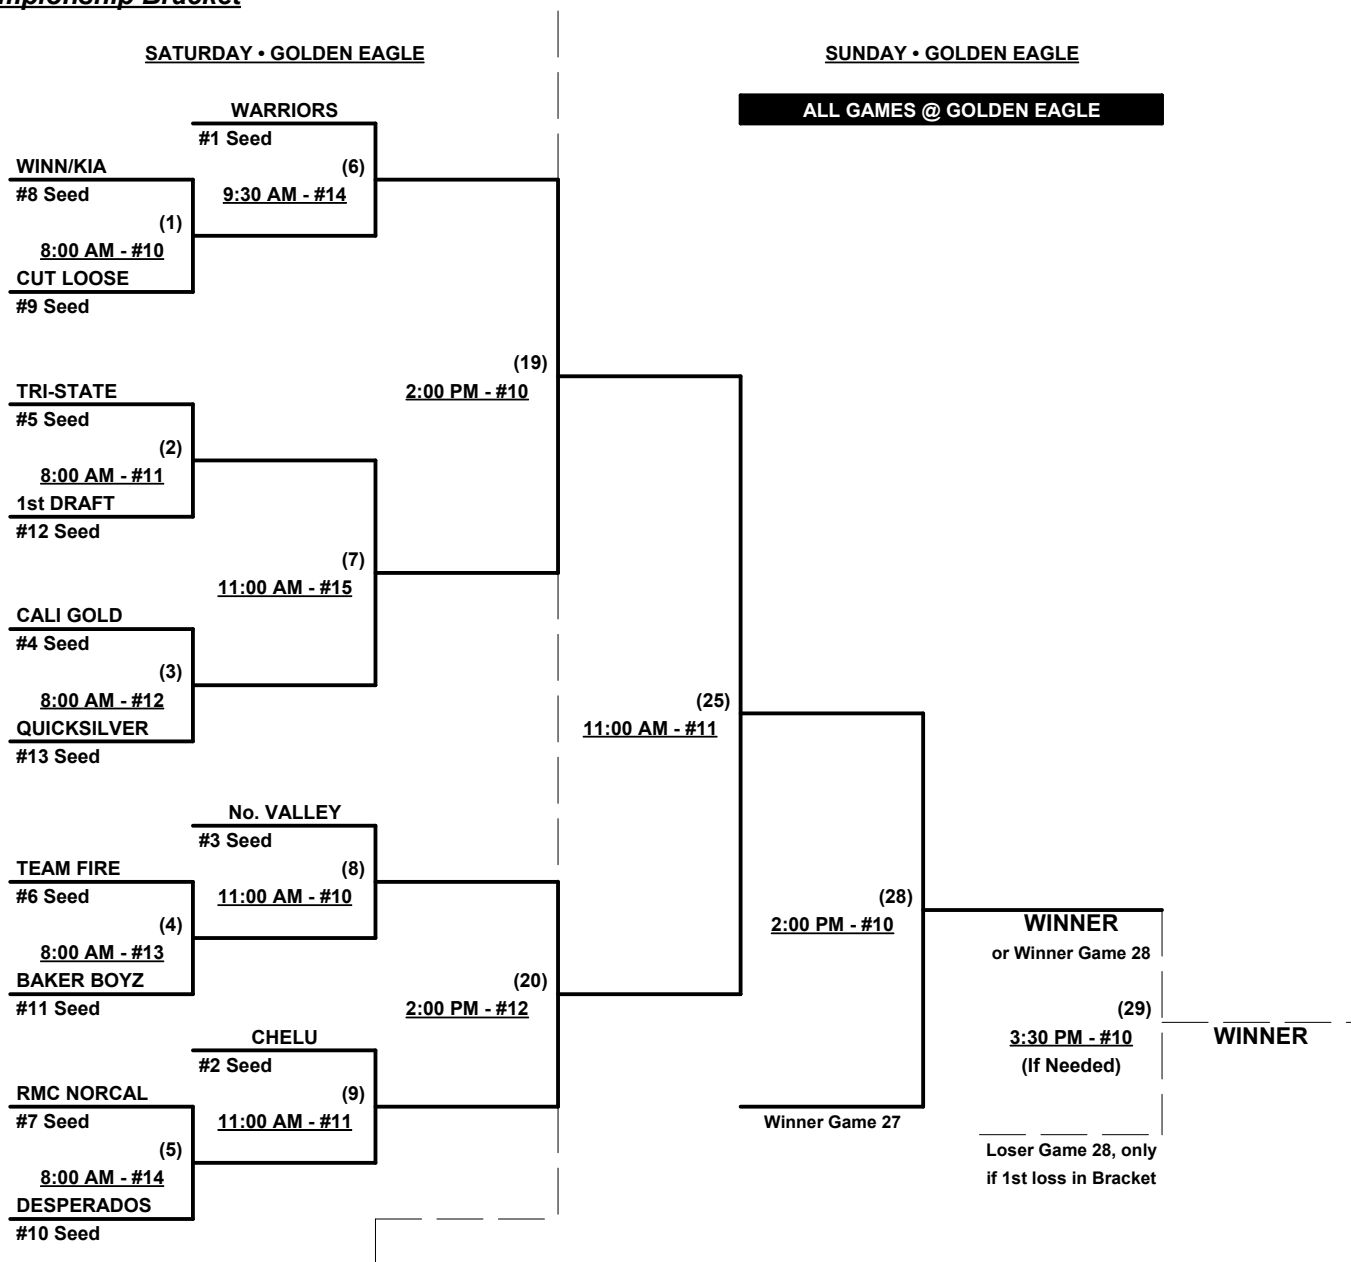 SATURDAY • GOLDEN EAGLE
SUNDAY • GOLDEN EAGLE
ALL GAMES @ GOLDEN EAGLE
WARRIORS
#1 Seed
(6)
9:30 AM - #14
WINN/KIA
#8 Seed
(1)
8:00 AM - #10
CUT LOOSE
#9 Seed
(19)
2:00 PM - #10
TRI-STATE
#5 Seed
(2)
8:00 AM - #11
1st DRAFT
#12 Seed
(7)
11:00 AM - #15
CALI GOLD
#4 Seed
(3)
8:00 AM - #12
QUICKSILVER
#13 Seed
(25)
11:00 AM - #11
No. VALLEY
#3 Seed
(8)
11:00 AM - #10
TEAM FIRE
#6 Seed
(4)
8:00 AM - #13
BAKER BOYZ
#11 Seed
(20)
2:00 PM - #12
CHELU
#2 Seed
(9)
11:00 AM - #11
RMC NORCAL
#7 Seed
(5)
8:00 AM - #14
DESPERADOS
#10 Seed
(28)
2:00 PM - #10
Winner Game 27
WINNER
or Winner Game 28
(29)
3:30 PM - #10
(If Needed)
WINNER
Loser Game 28, only
if 1st loss in Bracket